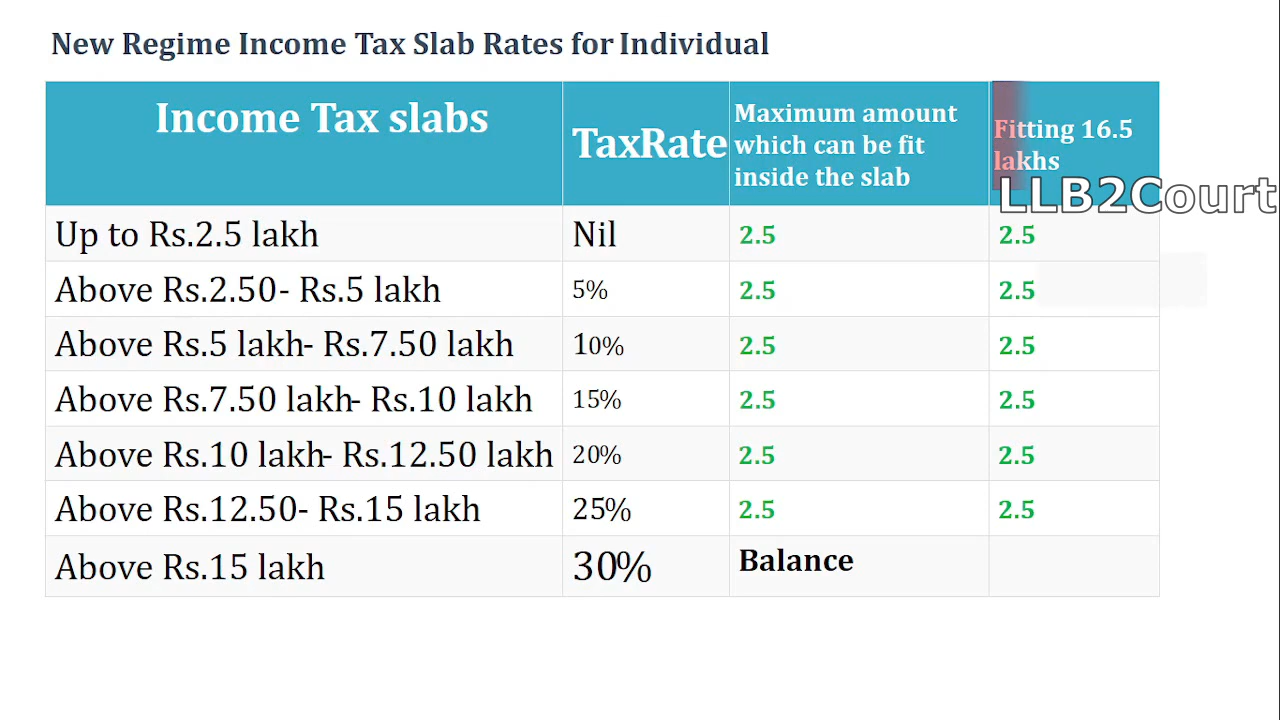 New Regime Income Tax Slab Rates for Individual
Income Tax slabs
TaxRate
Maximum amount
which can be fit
inside the slab
Fitting 16.5
lakhs
LLB2Court
Up to Rs.2.5 lakh Nil 2.5 2.5
Above Rs.2.50- Rs.5 lakh 5% 2.5 2.5
Above Rs.5 lakh- Rs.7.50 lakh 10% 2.5 2.5
Above Rs.7.50 lakh- Rs.10 lakh 15% 2.5 2.5
Above Rs.10 lakh- Rs.12.50 lakh 20% 2.5 2.5
Above Rs.12.50- Rs.15 lakh 25% 2.5 2.5
Above Rs.15 lakh 30% Balance